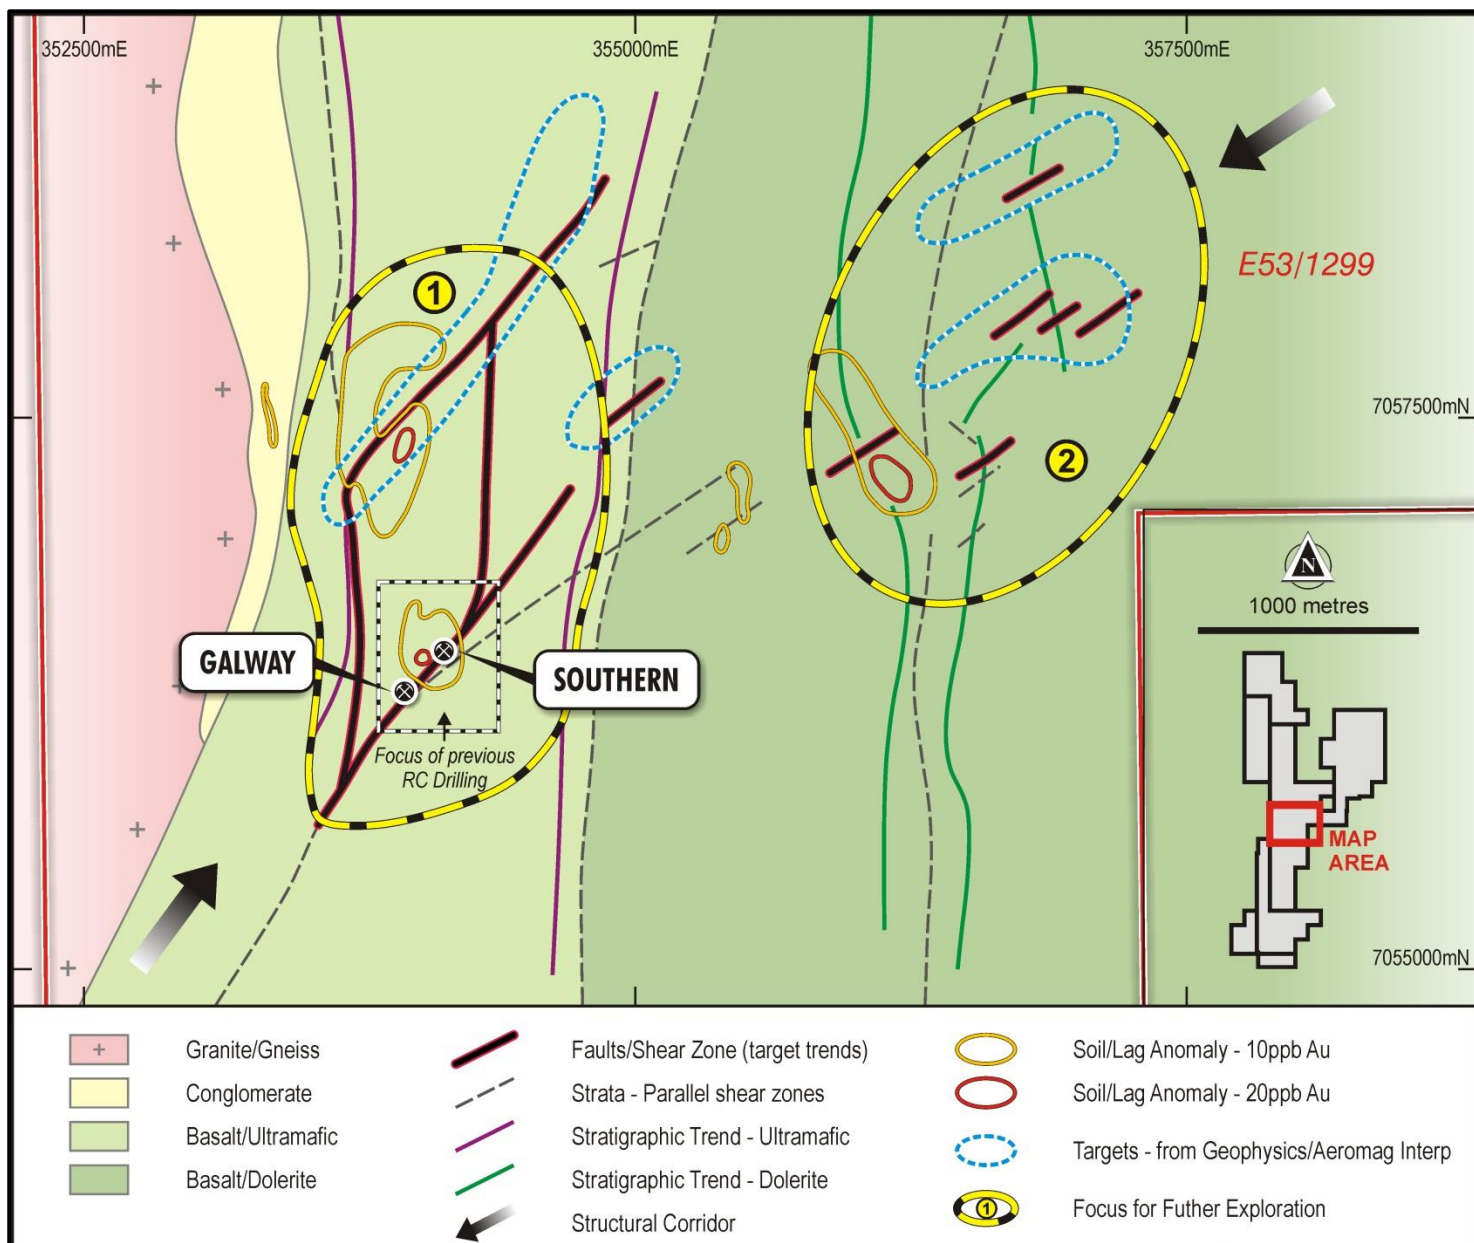 352500mE
355000mE
357500mE
1
E53/1299
7057500mN
2
N
1000 metres
GALWAY
SOUTHERN
Focus of previous
RC Drilling
MAP
AREA
7055000mN
Granite/Gneiss
Conglomerate
Basalt/Ultramafic
Basalt/Dolerite
Faults/Shear Zone (target trends)
Strata - Parallel shear zones
Stratigraphic Trend - Ultramafic
Stratigraphic Trend - Dolerite
Structural Corridor
Soil/Lag Anomaly - 10ppb Au
Soil/Lag Anomaly - 20ppb Au
Targets - from Geophysics/Aeromag Interp
1
Focus for Futher Exploration